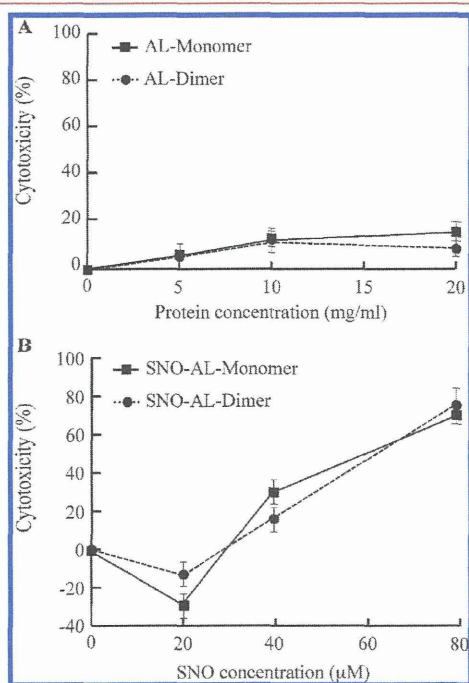 A
AL-Monomer
AL-Dimer
Cytotoxicity (%)
100
80
60
40
20
0
0 5 10 15 20
Protein concentration (mg/ml)
B
SNO-AL-Monomer
SNO-AL-Dimer
Cytotoxicity (%)
100
80
60
40
20
0
-20
-40
0 20 40 60 80
SNO concentration (μM)